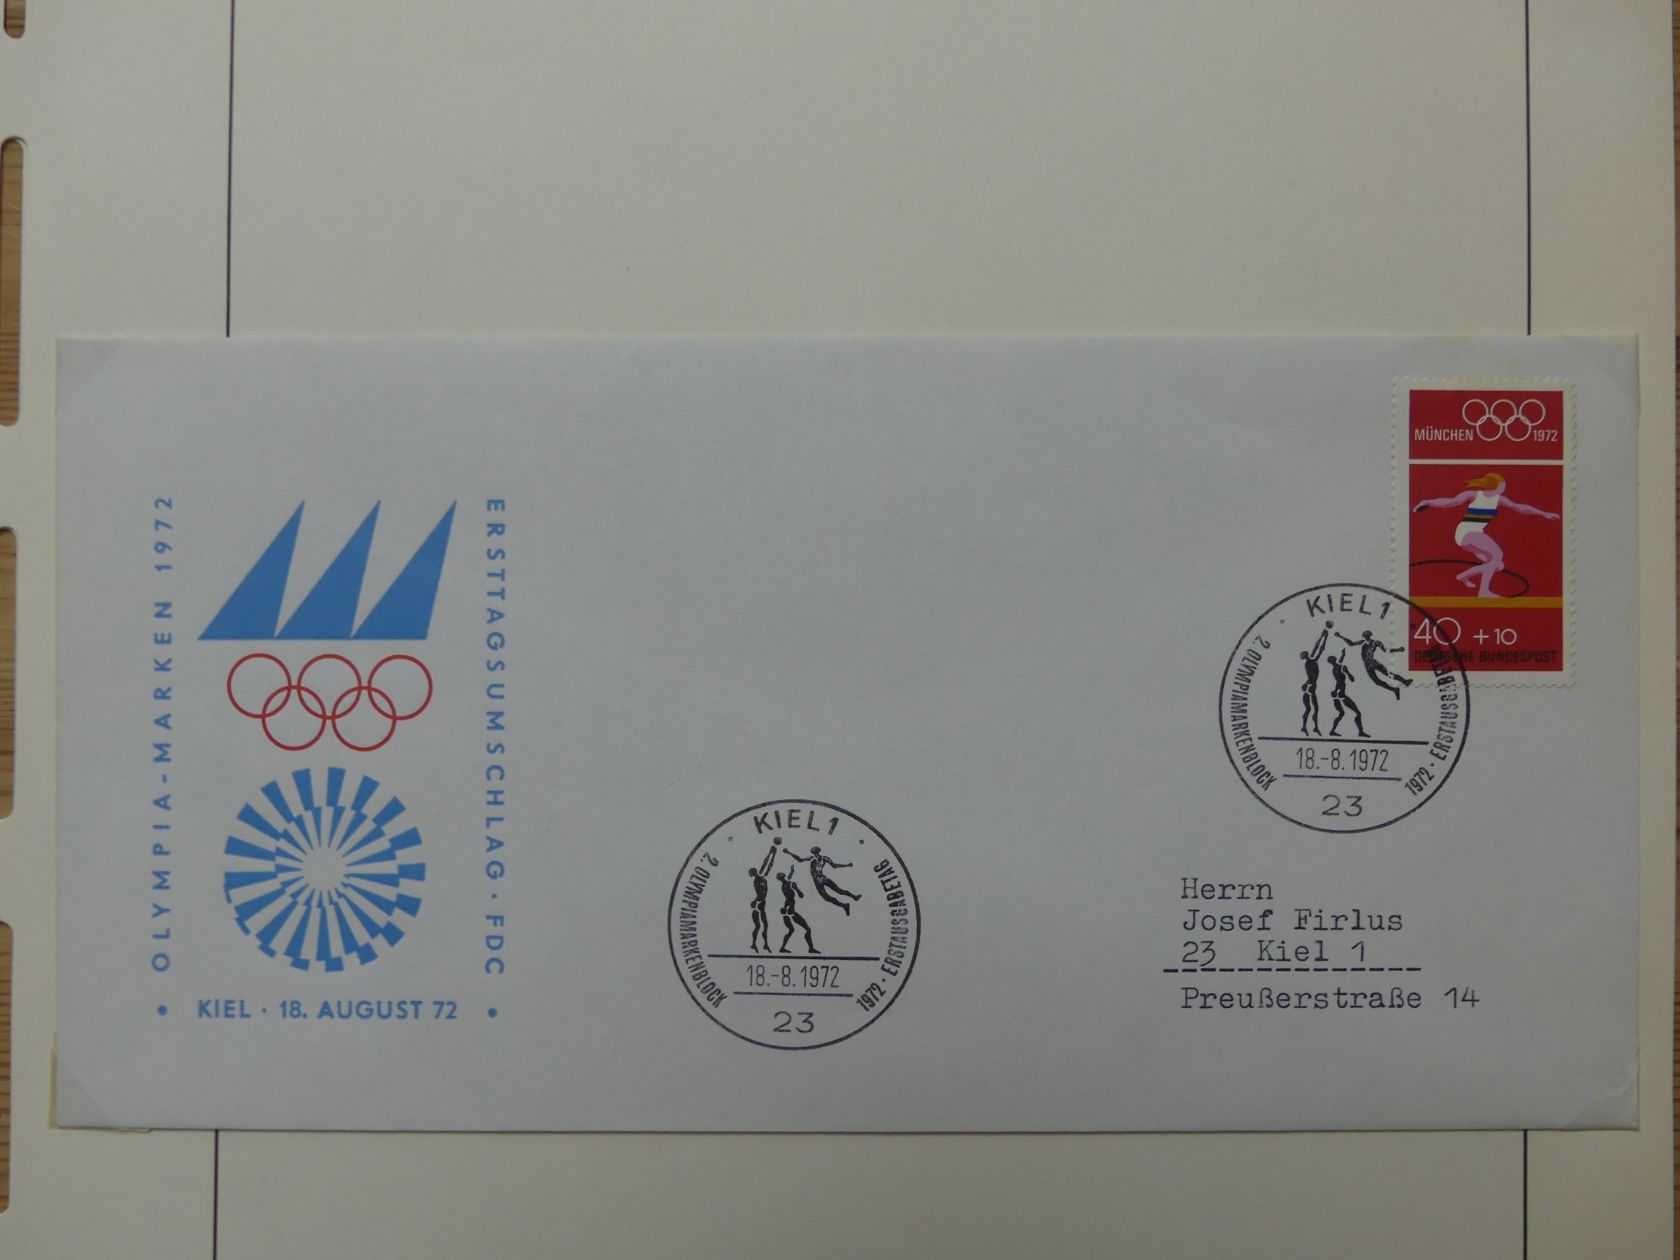 OLYMPIA-MARKEN 1972
ERSTTAGSUMSCHLAG · FDC
• KIEL · 18. AUGUST 72 •
MÜNCHEN 1972
40 +10
DEUTSCHE BUNDESPOST
KIEL 1
2. OLYMPIAMARKENBLOCK 1972 · ERSTAUSGABETAG
18.-8.1972
23
KIEL 1
2. OLYMPIAMARKENBLOCK 1972 · ERSTAUSGABETAG
18.-8.1972
23
Herrn
Josef Firlus
23 Kiel 1
Preußerstraße 14